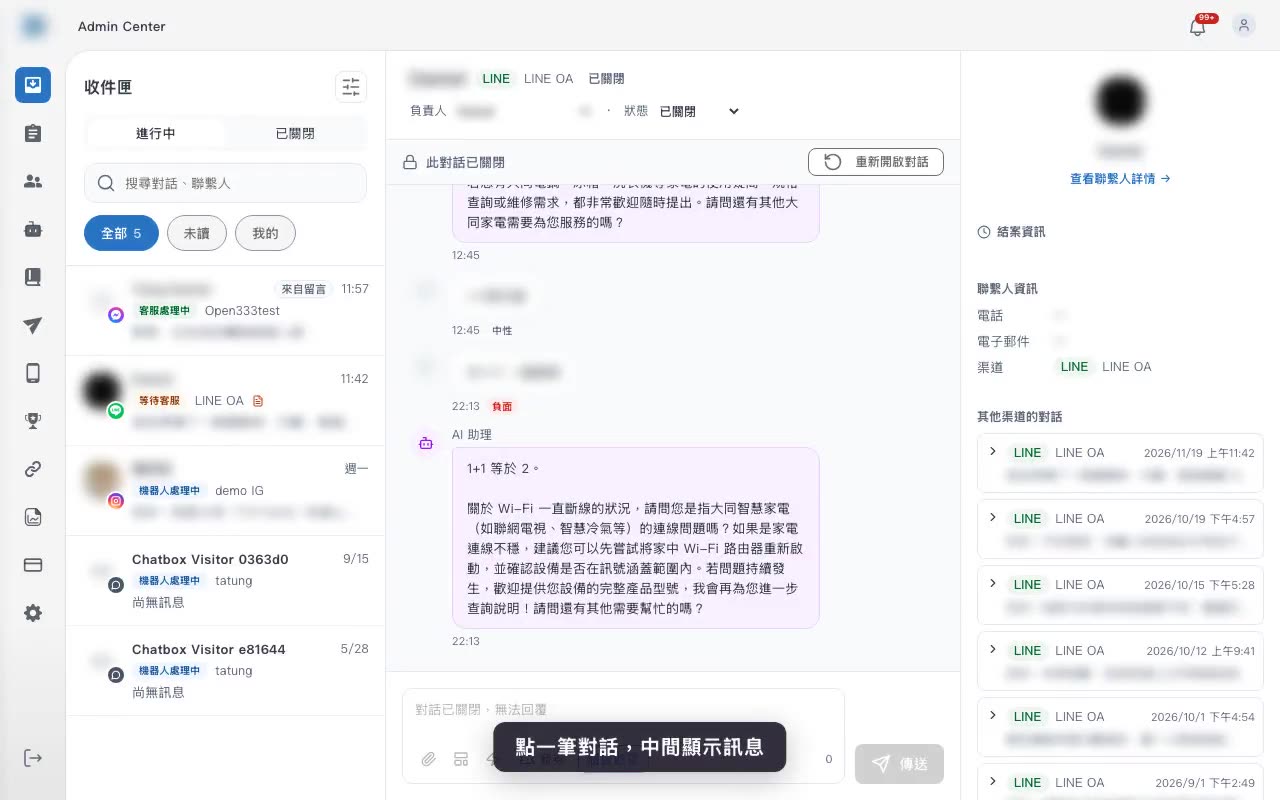 Admin Center
99+
收件匣
進行中
已關閉
搜尋對話、聯繫人
全部 5
未讀
我的
來自留言
11:57
客服處理中
Open333test
11:42
等待客服
LINE OA
週一
機器人處理中
demo IG
Chatbox Visitor 0363d0
9/15
機器人處理中
tatung
尚無訊息
Chatbox Visitor e81644
5/28
機器人處理中
tatung
尚無訊息
LINE
LINE OA
已關閉
負責人
·
狀態
已關閉
此對話已關閉
重新開啟對話
查詢或維修需求，都非常歡迎隨時提出。請問還有其他大
同家電需要為您服務的嗎？
12:45
12:45
中性
22:13
負面
AI 助理
1+1 等於 2。
關於 Wi-Fi 一直斷線的狀況，請問您是指大同智慧家電
（如聯網電視、智慧冷氣等）的連線問題嗎？如果是家電
連線不穩，建議您可以先嘗試將家中 Wi-Fi 路由器重新啟
動，並確認設備是否在訊號涵蓋範圍內。若問題持續發
生，歡迎提供您設備的完整產品型號，我會再為您進一步
查詢說明！請問還有其他需要幫忙的嗎？
22:13
對話已關閉，無法回覆
點一筆對話，中間顯示訊息
0
傳送
查看聯繫人詳情 →
結案資訊
聯繫人資訊
電話
電子郵件
渠道
LINE
LINE OA
其他渠道的對話
LINE
LINE OA
2026/11/19 上午11:42
LINE
LINE OA
2026/10/19 下午4:57
LINE
LINE OA
2026/10/15 下午5:28
LINE
LINE OA
2026/10/12 上午9:41
LINE
LINE OA
2026/10/1 下午4:54
LINE
LINE OA
2026/9/1 下午2:49